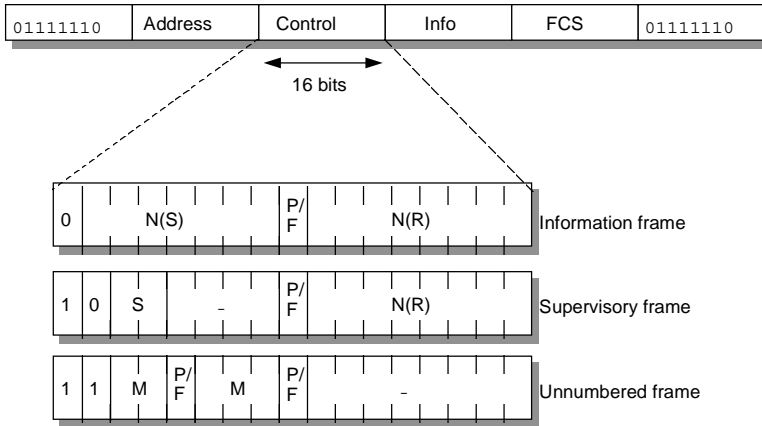 01111110 Address Control Info FCS 01111110
16 bits
0 N(S) P/F N(R) Information frame
1 0 S - P/F N(R) Supervisory frame
1 1 M P/F M P/F - Unnumbered frame